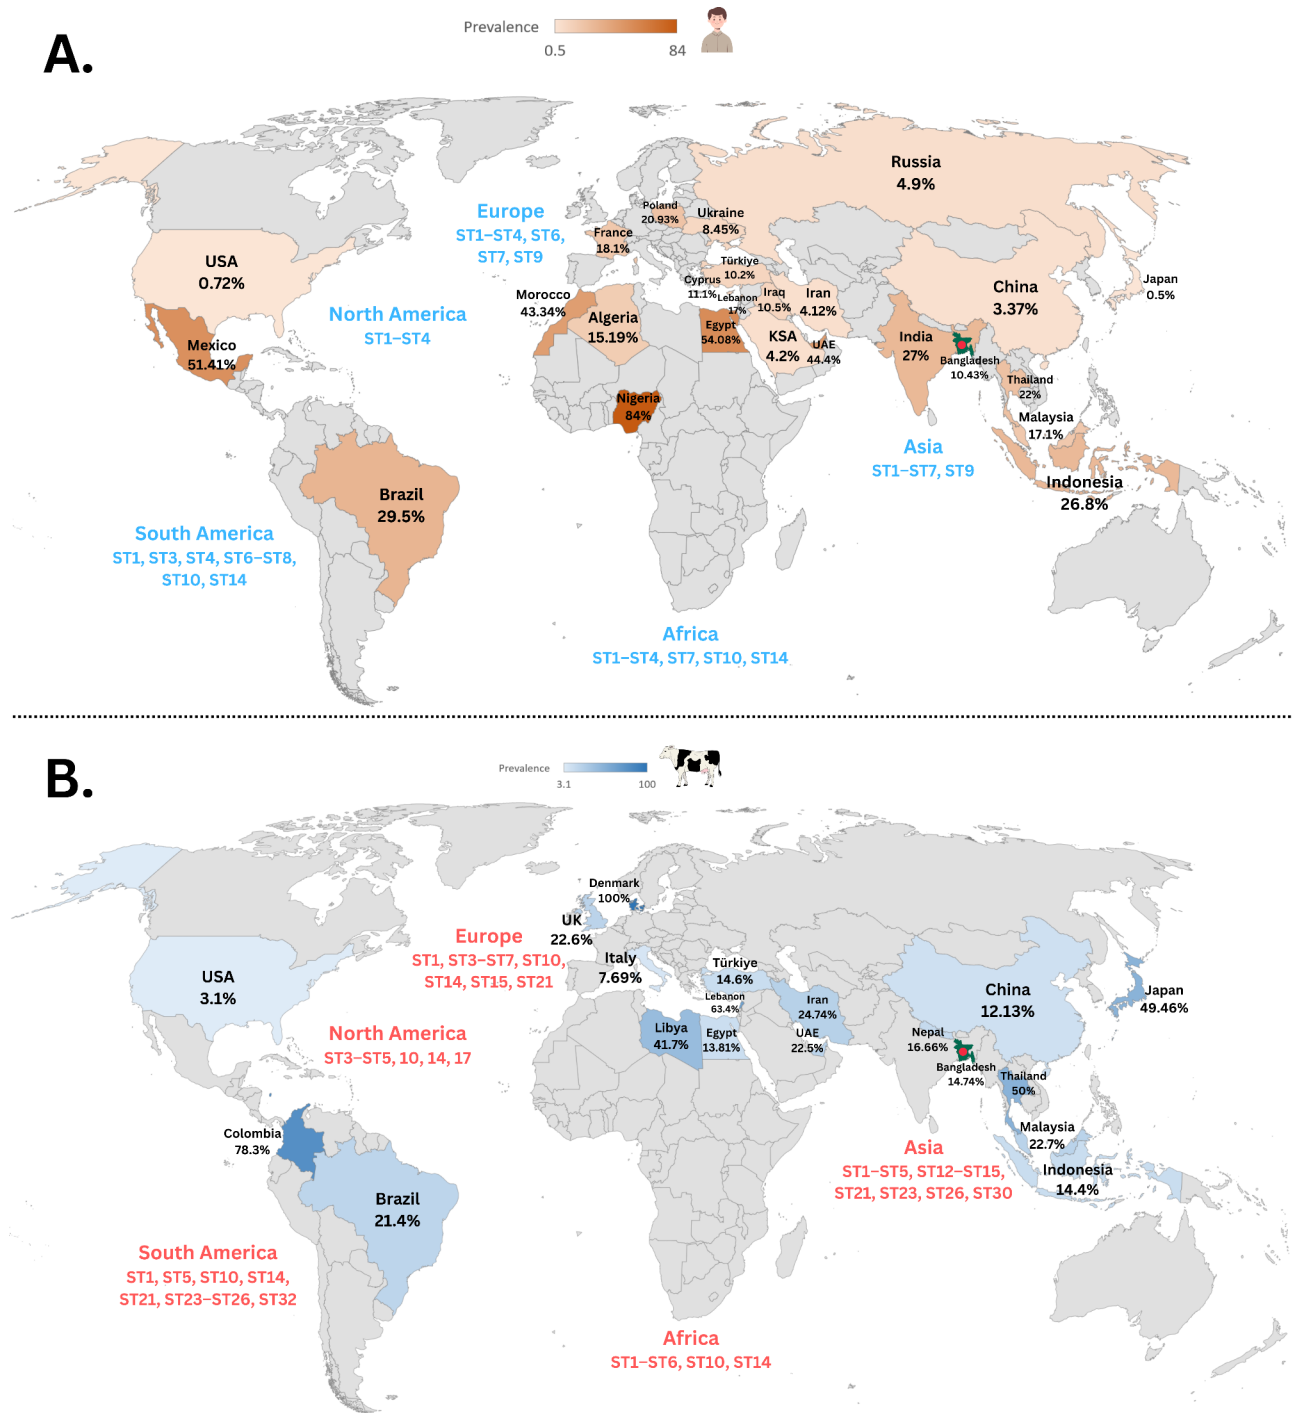 A.
Prevalence
0.5 84
Russia
4.9%
Europe
ST1–ST4, ST6,
ST7, ST9
Poland
20.93%
Ukraine
8.45%
France
18.1%
USA
0.72%
Türkiye
10.2%
Cyprus
11.1%
Lebanon
17%
Iraq
10.5%
Iran
4.12%
China
3.37%
Japan
0.5%
Morocco
43.34%
North America
ST1–ST4
Algeria
15.19%
Egypt
54.08%
KSA
4.2%
UAE
44.4%
India
27%
Bangladesh
10.43%
Mexico
51.41%
Thailand
22%
Nigeria
84%
Malaysia
17.1%
Asia
ST1–ST7, ST9
Indonesia
26.8%
Brazil
29.5%
South America
ST1, ST3, ST4, ST6–ST8,
ST10, ST14
Africa
ST1–ST4, ST7, ST10, ST14
B.
Prevalence
3.1 100
Denmark
100%
UK
22.6%
Europe
ST1, ST3–ST7, ST10,
ST14, ST15, ST21
Italy
7.69%
Türkiye
14.6%
USA
3.1%
Lebanon
63.4%
Iran
24.74%
China
12.13%
Japan
49.46%
North America
ST3–ST5, 10, 14, 17
Libya
41.7%
Egypt
13.81%
UAE
22.5%
Nepal
16.66%
Bangladesh
14.74%
Thailand
50%
Colombia
78.3%
Malaysia
22.7%
Asia
ST1–ST5, ST12–ST15,
ST21, ST23, ST26, ST30
Indonesia
14.4%
Brazil
21.4%
South America
ST1, ST5, ST10, ST14,
ST21, ST23–ST26, ST32
Africa
ST1–ST6, ST10, ST14